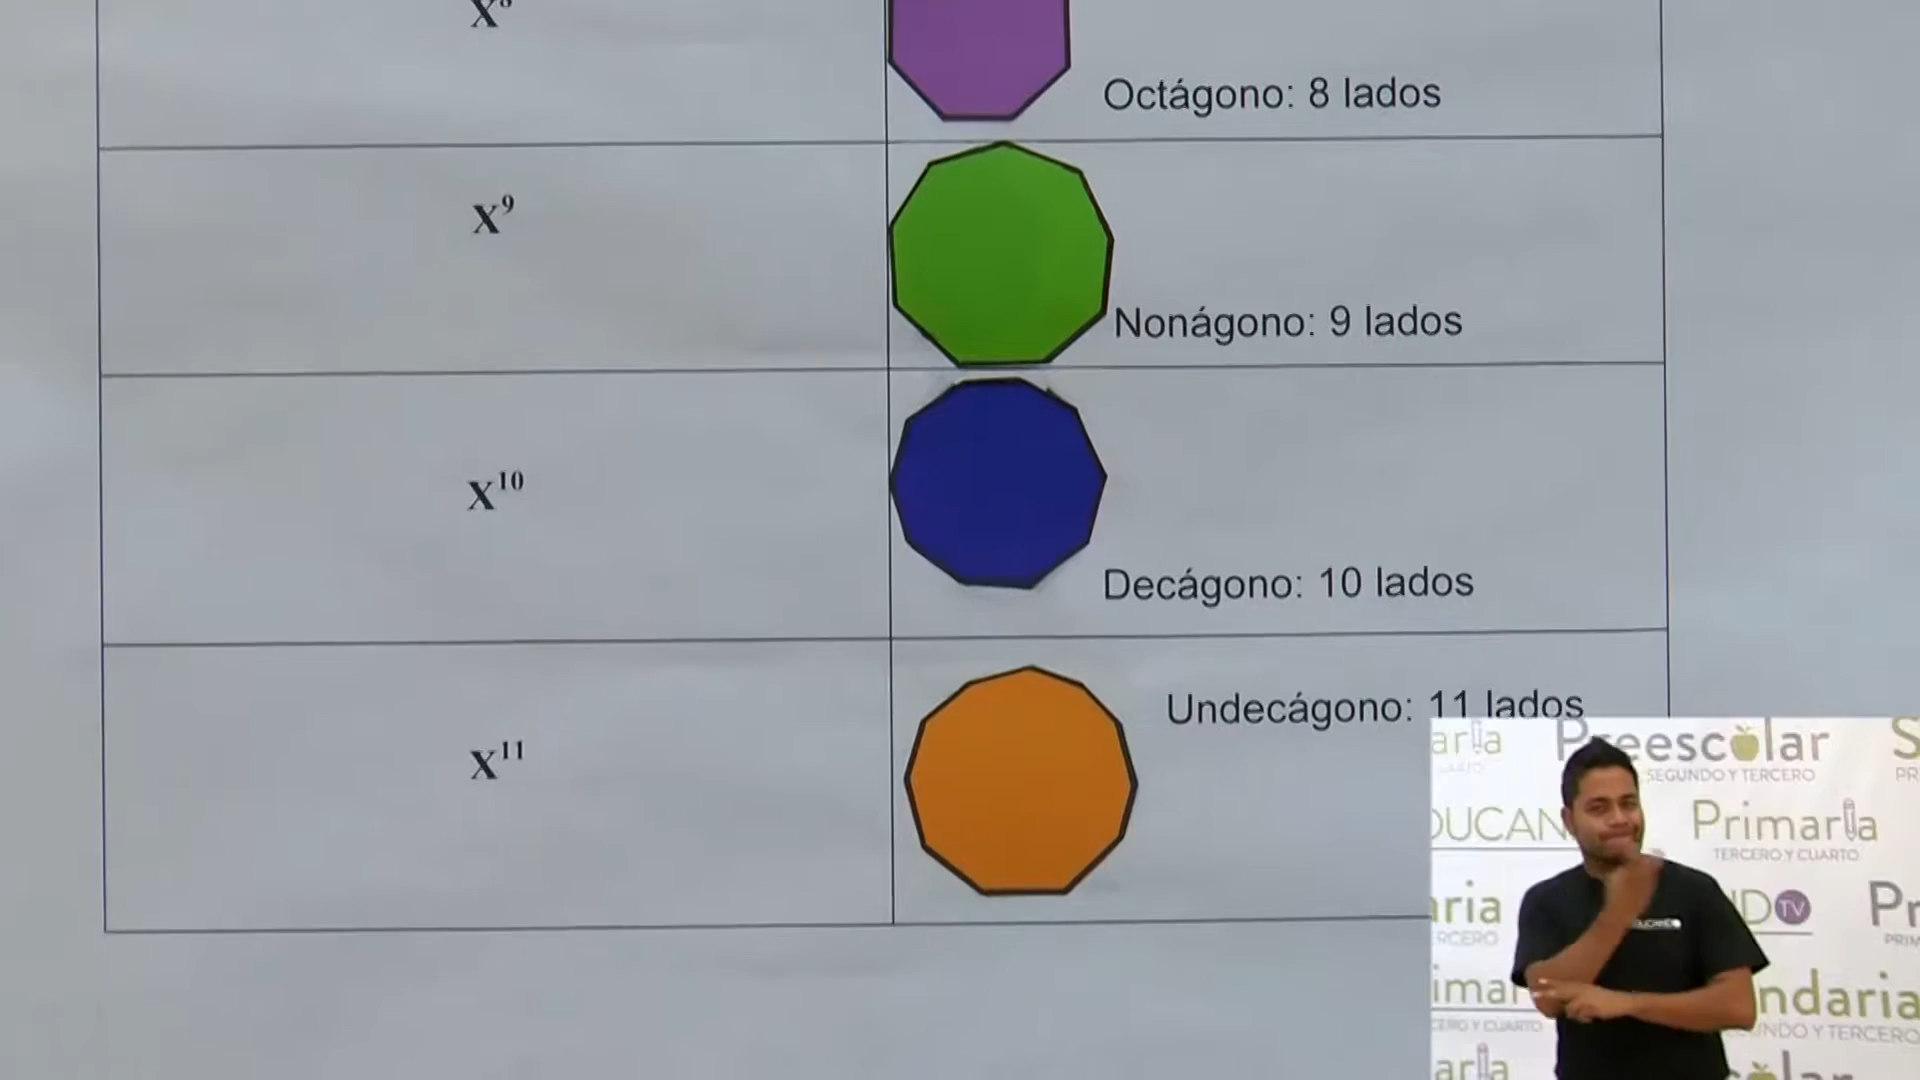 X⁸
Octágono: 8 lados
X⁹
Nonágono: 9 lados
X¹⁰
Decágono: 10 lados
X¹¹
Undecágono: 11 lados
Preescolar
SEGUNDO Y TERCERO
Primaria
TERCERO Y CUARTO
TV